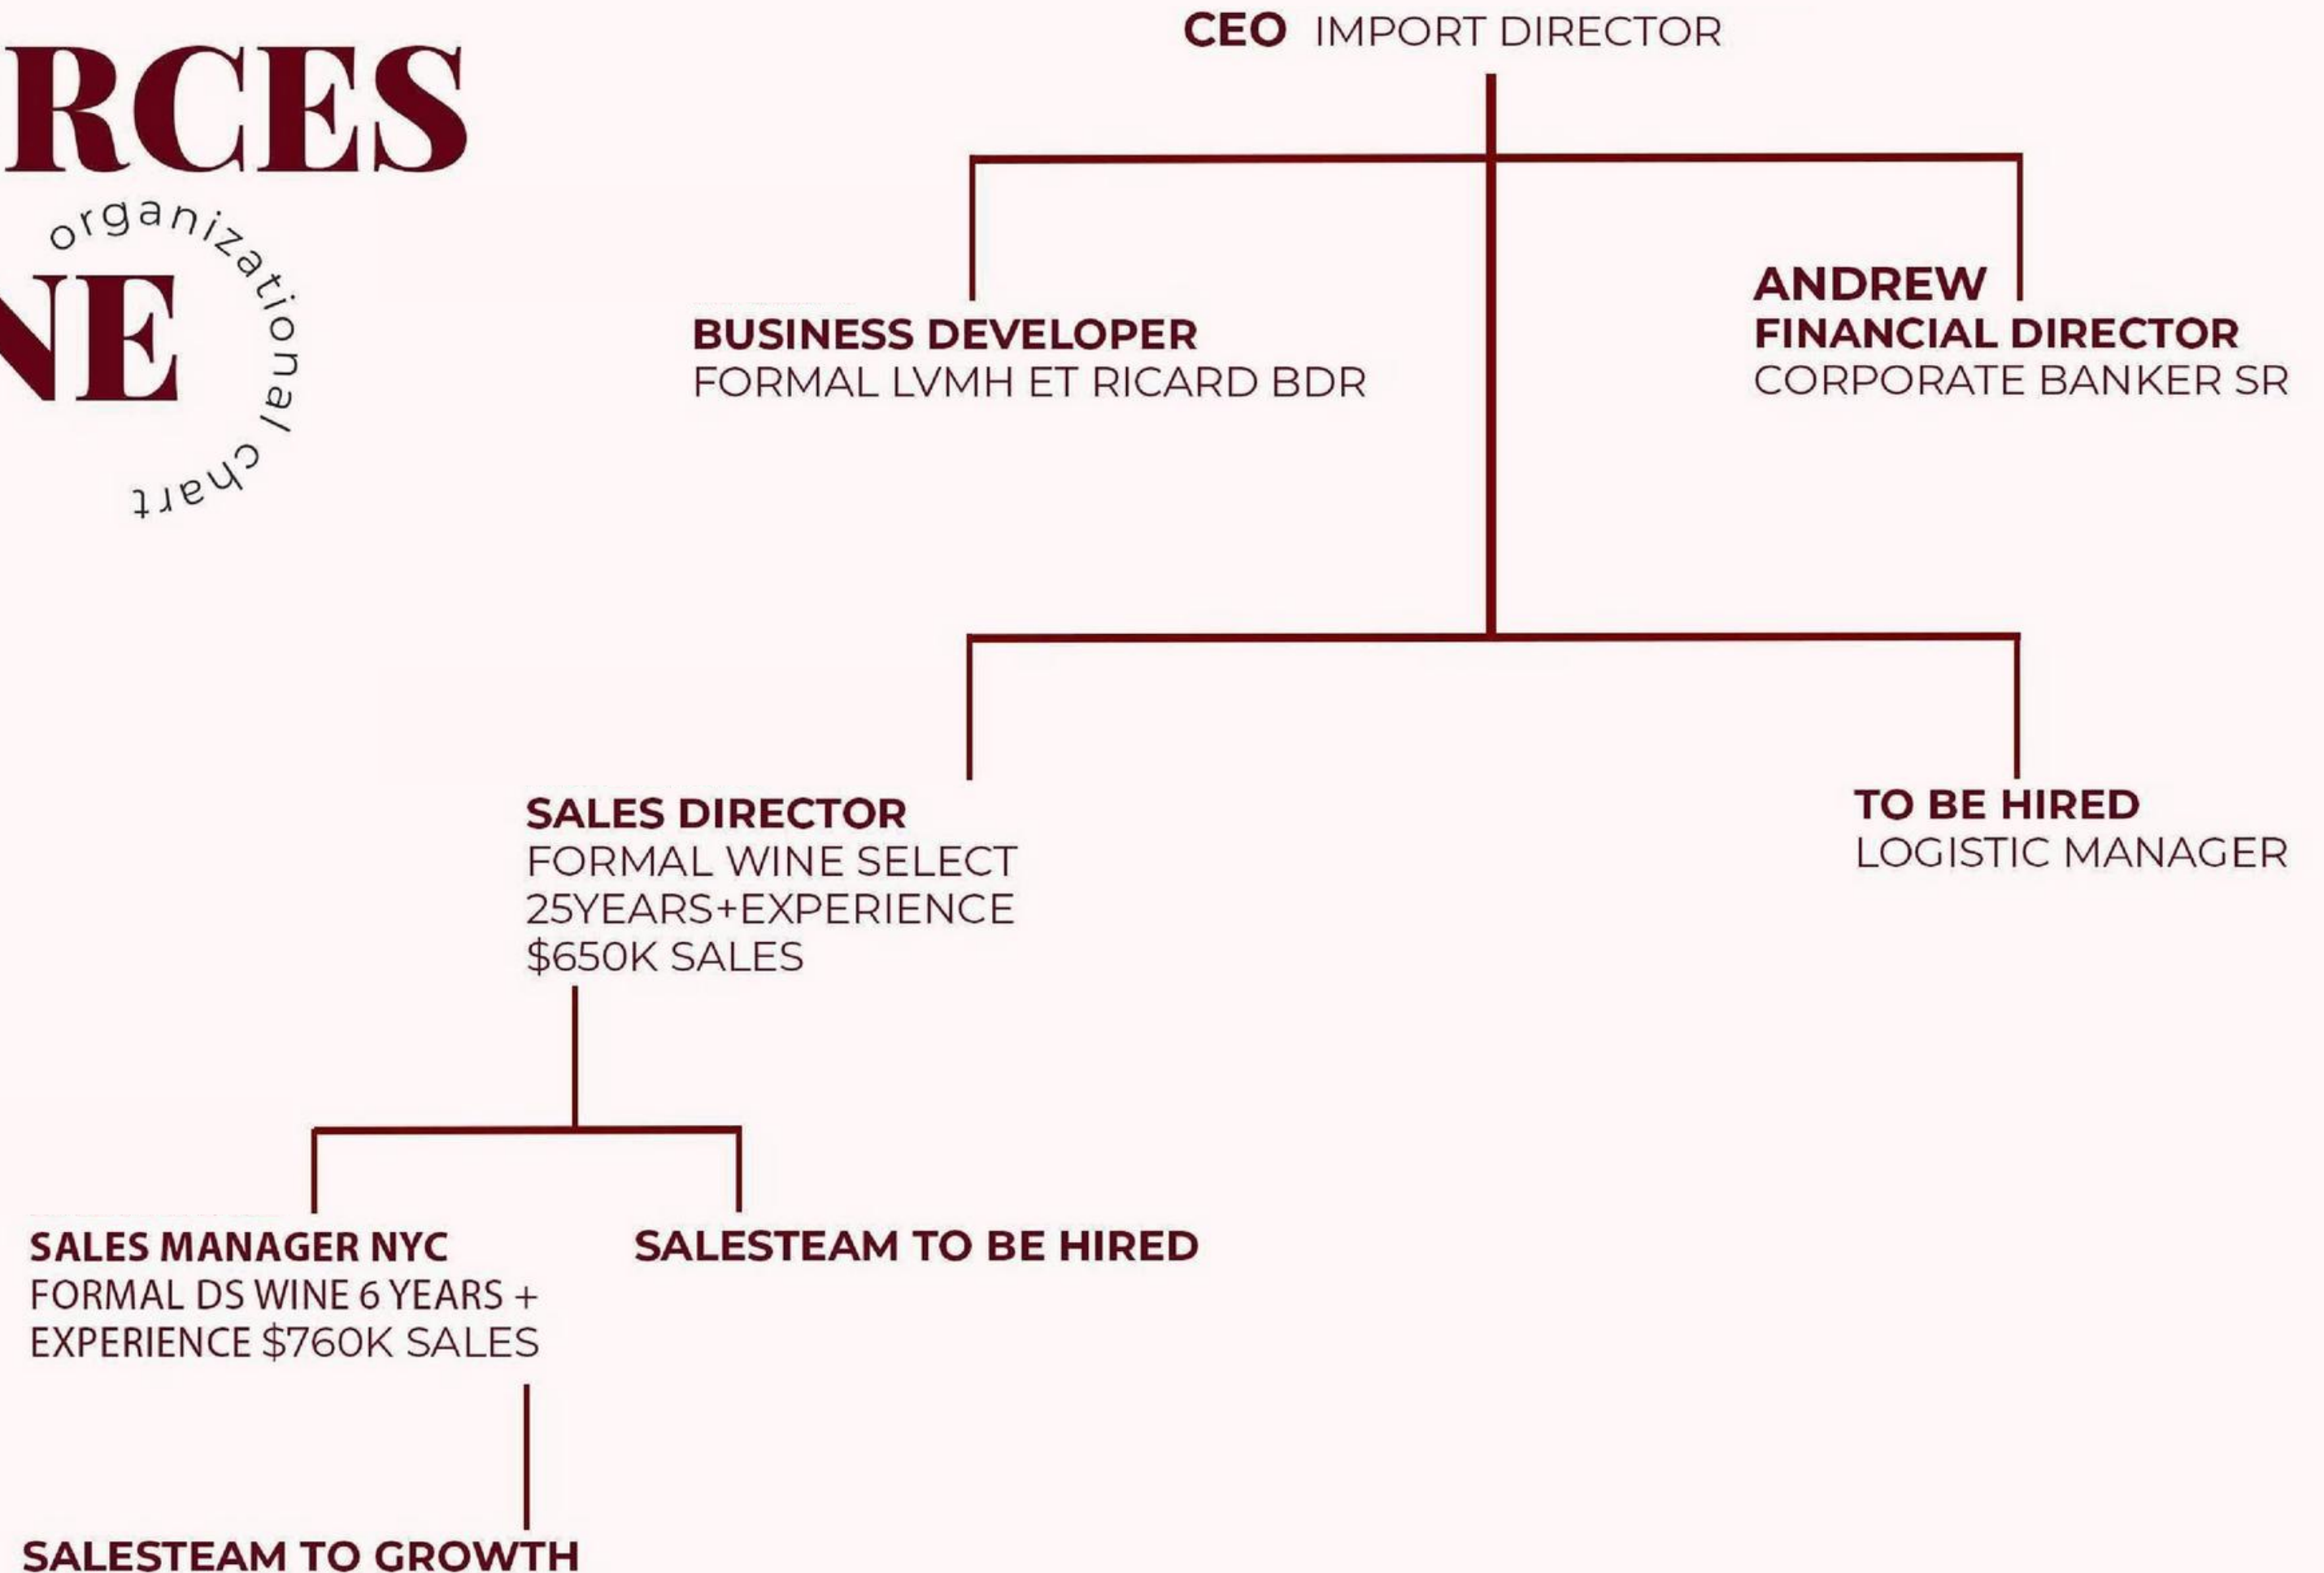 RCES
organizational chart
NE
CEO IMPORT DIRECTOR
BUSINESS DEVELOPER
FORMAL LVMH ET RICARD BDR
ANDREW
FINANCIAL DIRECTOR
CORPORATE BANKER SR
SALES DIRECTOR
FORMAL WINE SELECT
25YEARS+EXPERIENCE
$650K SALES
TO BE HIRED
LOGISTIC MANAGER
SALES MANAGER NYC
FORMAL DS WINE 6 YEARS +
EXPERIENCE $760K SALES
SALESTEAM TO BE HIRED
SALESTEAM TO GROWTH